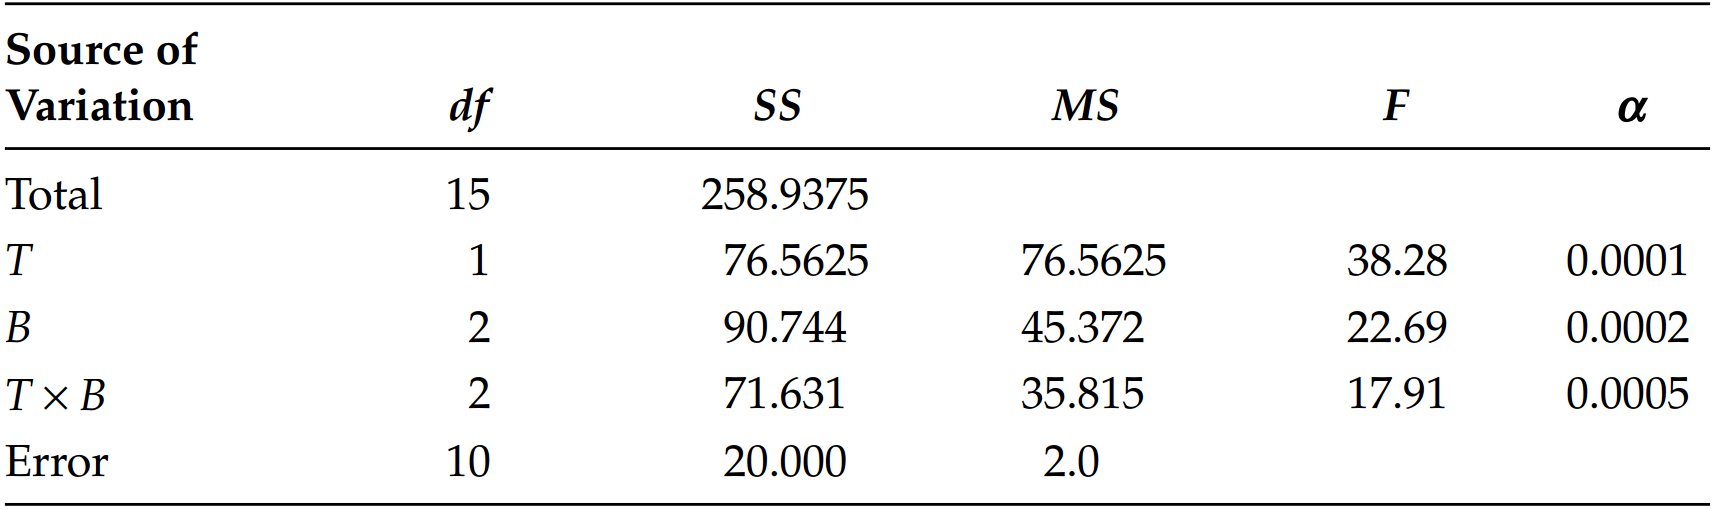 Source of
Variation df SS MS F α
Total 15 258.9375
T 1 76.5625 76.5625 38.28 0.0001
B 2 90.744 45.372 22.69 0.0002
T × B 2 71.631 35.815 17.91 0.0005
Error 10 20.000 2.0